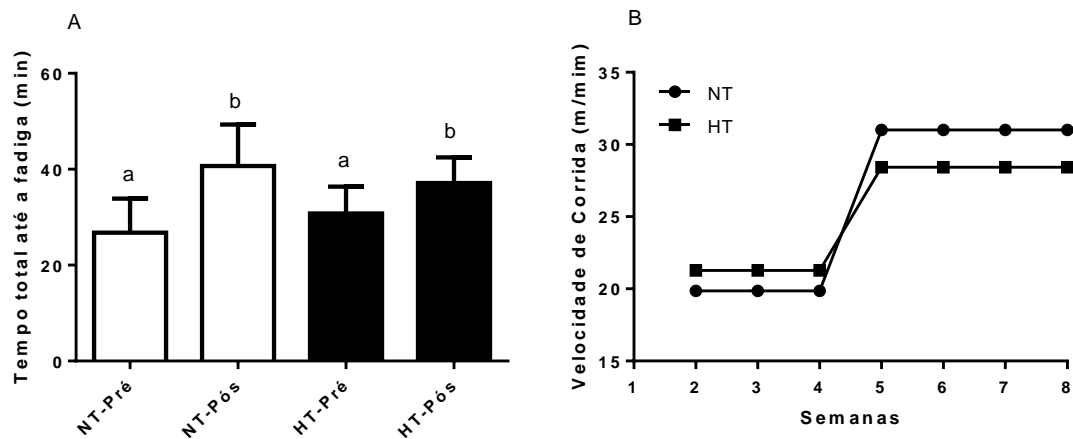 A
Tempo total até a fadiga (min)
60
40
20
0
a
b
a
b
NT-Pré
NT-Pós
HT-Pré
HT-Pós
B
Velocidade de Corrida (m/mim)
35
30
25
20
15
NT
HT
1 2 3 4 5 6 7 8
Semanas